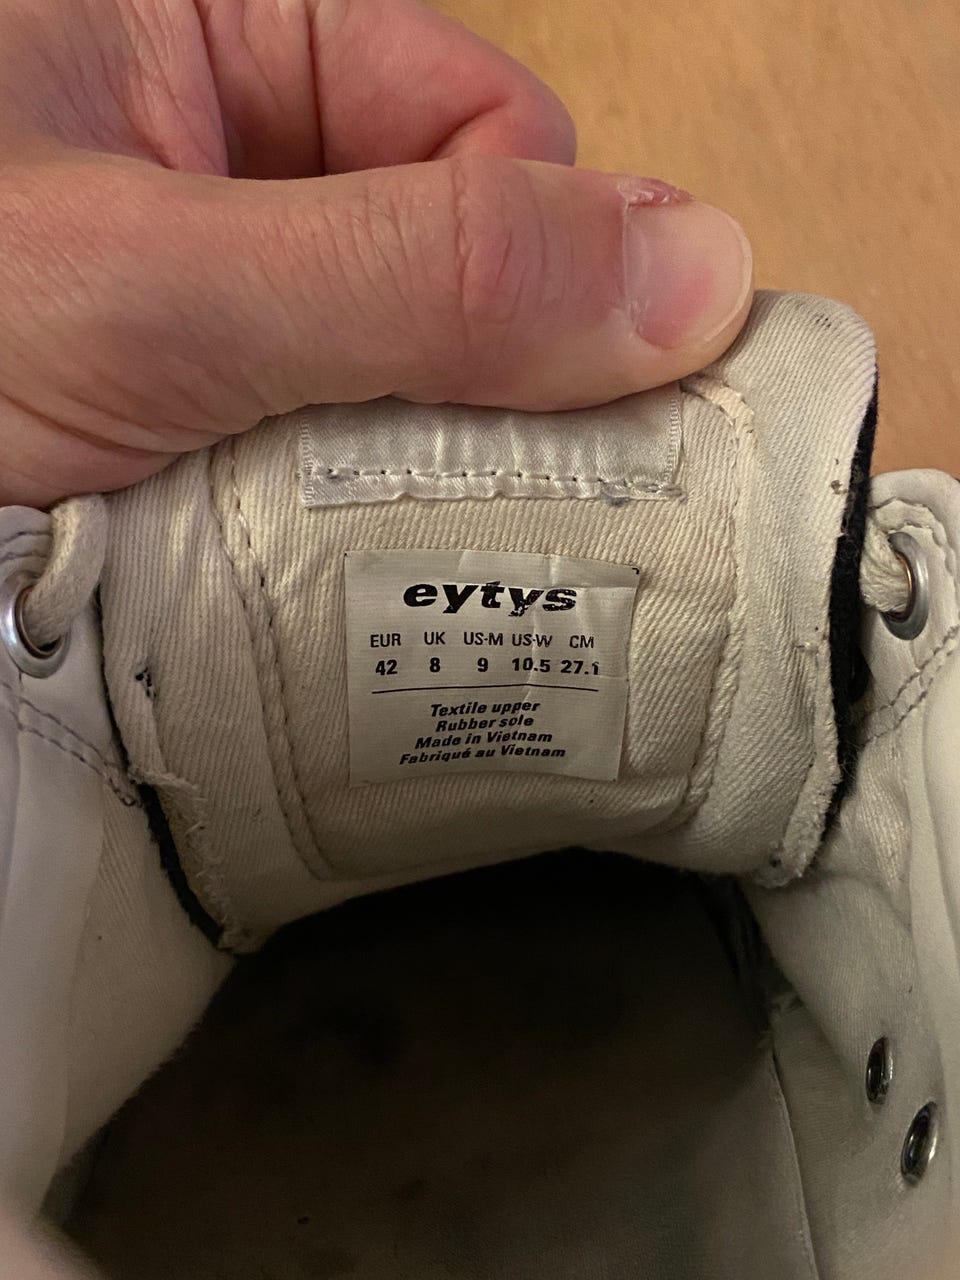 eytys
EUR UK US-M US-W CM
42 8 9 10.5 27.1
Textile upper
Rubber sole
Made in Vietnam
Fabriqué au Vietnam